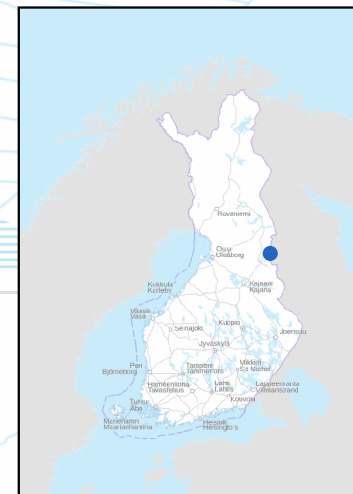 Rovaniemi
Oulu
Uleåborg
Kajaani
Kajana
Kokkola
Karleby
Vaasa
Vasa
Seinäjoki
Kuopio
Joensuu
Jyväskylä
Pori
Björneborg
Tampere
Tammerfors
Mikkeli
S:t Michel
Hämeenlinna
Tavastehus
Lahti
Lahtis
Lappeenranta
Villmanstrand
Kouvola
Turku
Åbo
Helsinki
Helsingfors
Mariehamn
Maarianhamina